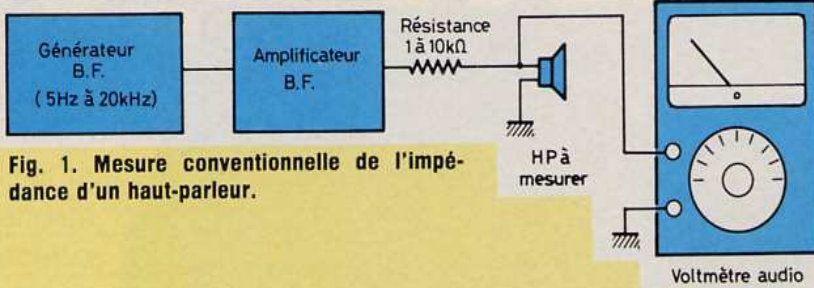 Générateur
B.F.
( 5Hz à 20kHz)
Amplificateur
B.F.
Résistance
1 à 10kΩ
HP à
mesurer
Voltmètre audio
Fig. 1. Mesure conventionnelle de l'impé-
dance d'un haut-parleur.